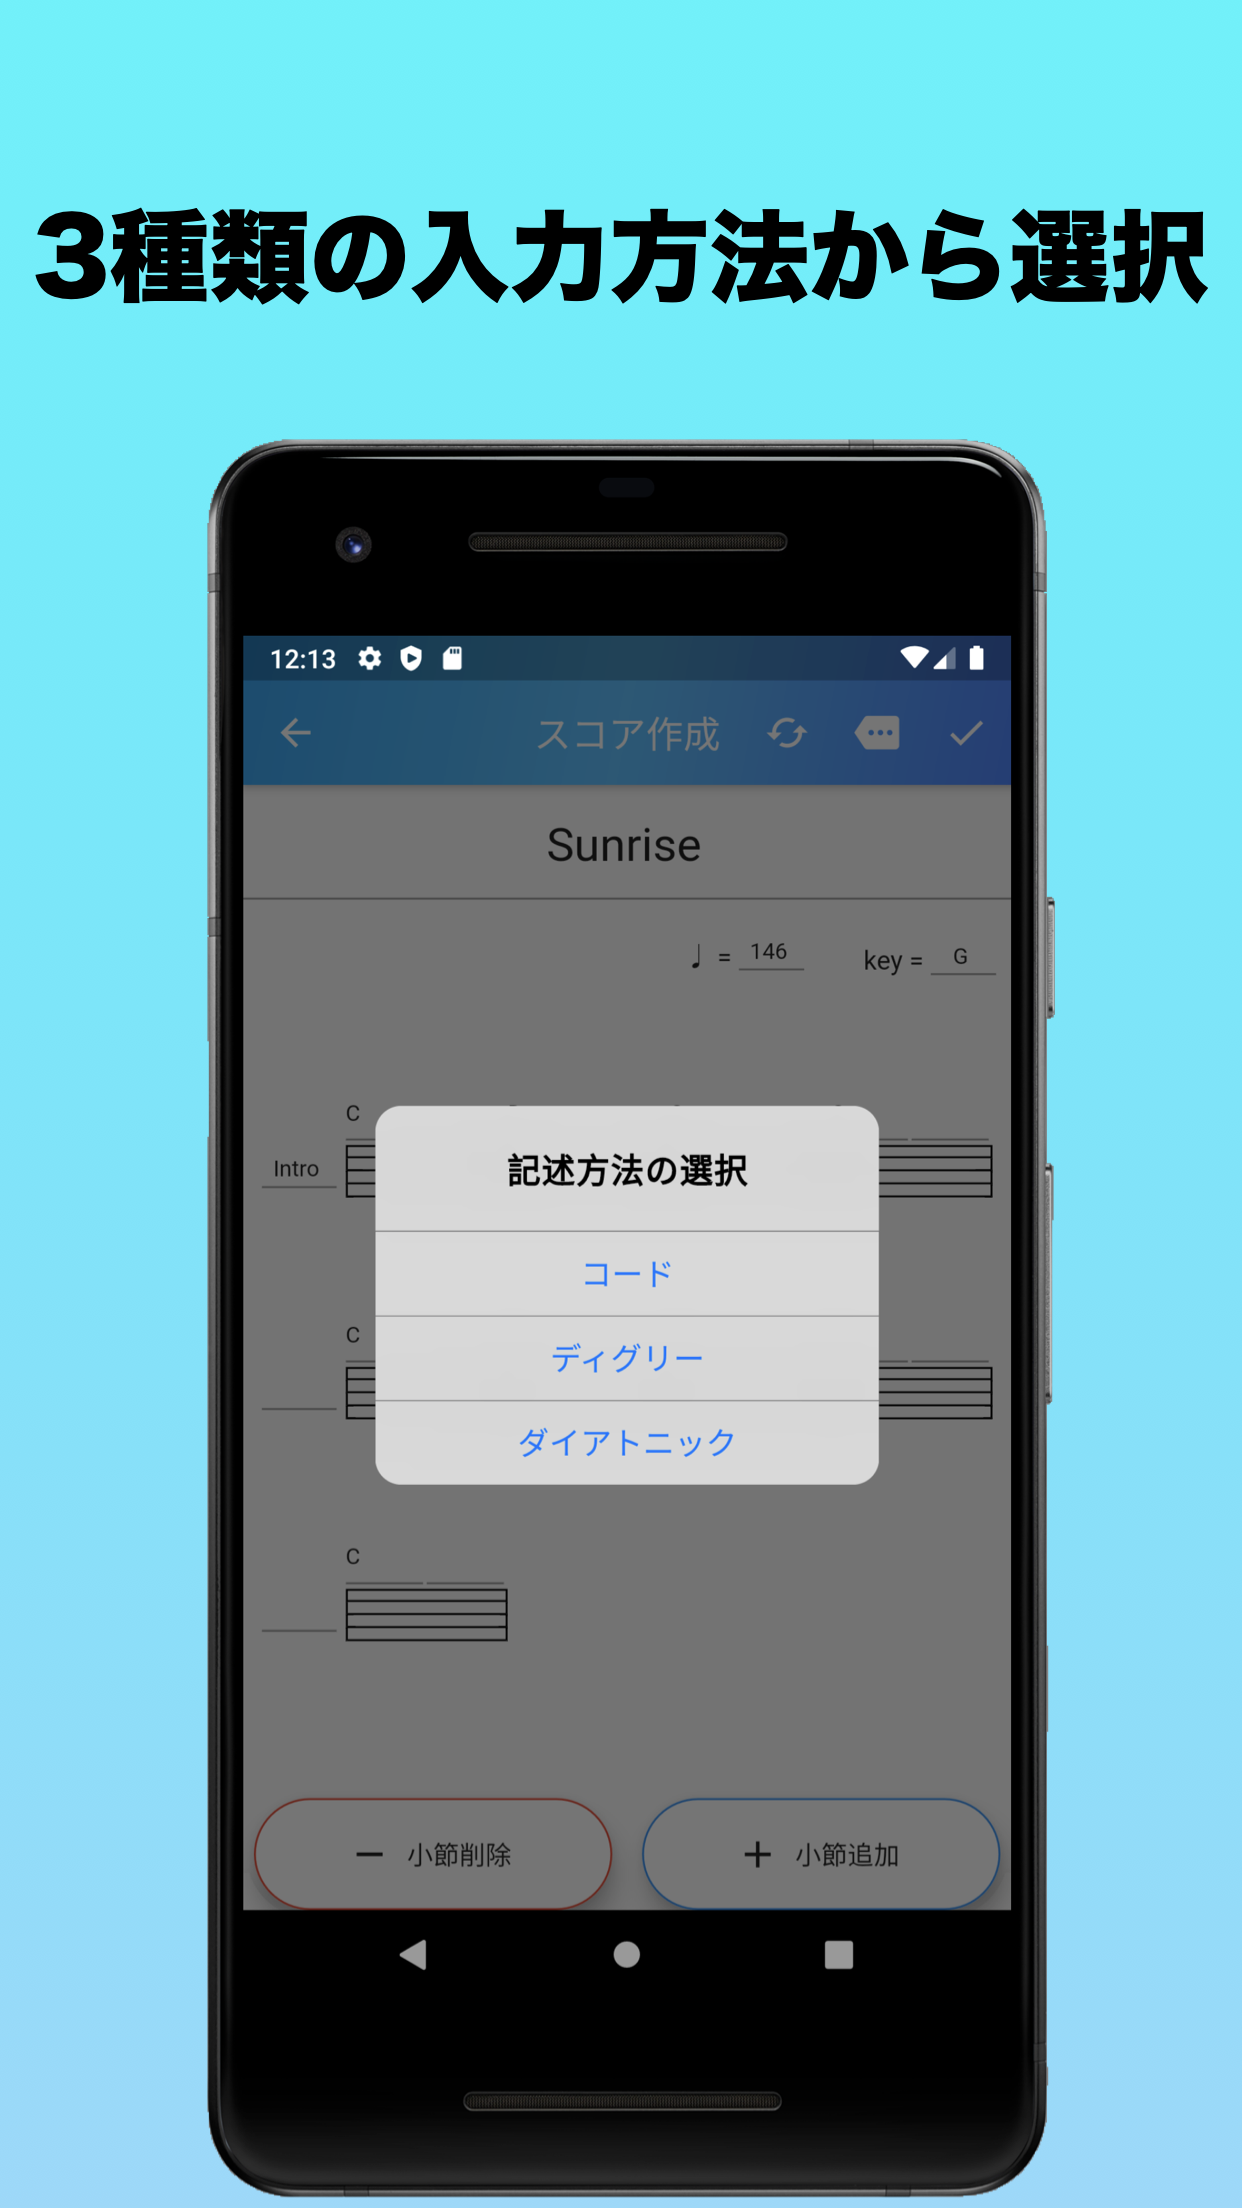 3種類の入力方法から選択
12:13
スコア作成
Sunrise
♩ = 146 key = G
C
Intro
記述方法の選択
コード
C
ディグリー
ダイアトニック
C
小節削除
小節追加